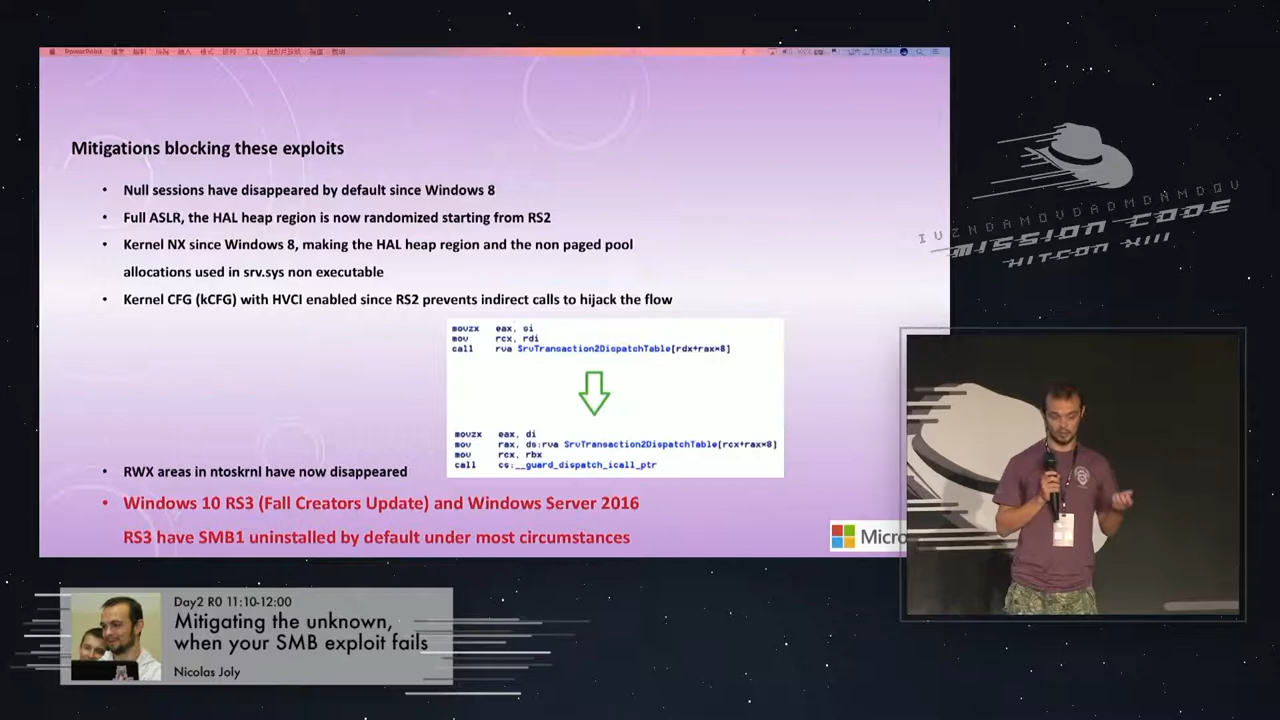 PowerPoint
Mitigations blocking these exploits
• Null sessions have disappeared by default since Windows 8
• Full ASLR, the HAL heap region is now randomized starting from RS2
• Kernel NX since Windows 8, making the HAL heap region and the non paged pool
allocations used in srv.sys non executable
• Kernel CFG (kCFG) with HVCI enabled since RS2 prevents indirect calls to hijack the flow
movzx eax, si
mov rcx, rdi
call rva SrvTransaction2DispatchTable[rdx+rax*8]
movzx eax, di
mov rax, ds:rva SrvTransaction2DispatchTable[rcx+rax*8]
mov rcx, rbx
call cs:__guard_dispatch_icall_ptr
• RWX areas in ntoskrnl have now disappeared
• Windows 10 RS3 (Fall Creators Update) and Windows Server 2016
RS3 have SMB1 uninstalled by default under most circumstances
Micro
MISSION CODE
HITCON XIII
Day2 R0 11:10-12:00
Mitigating the unknown,
when your SMB exploit fails
Nicolas Joly